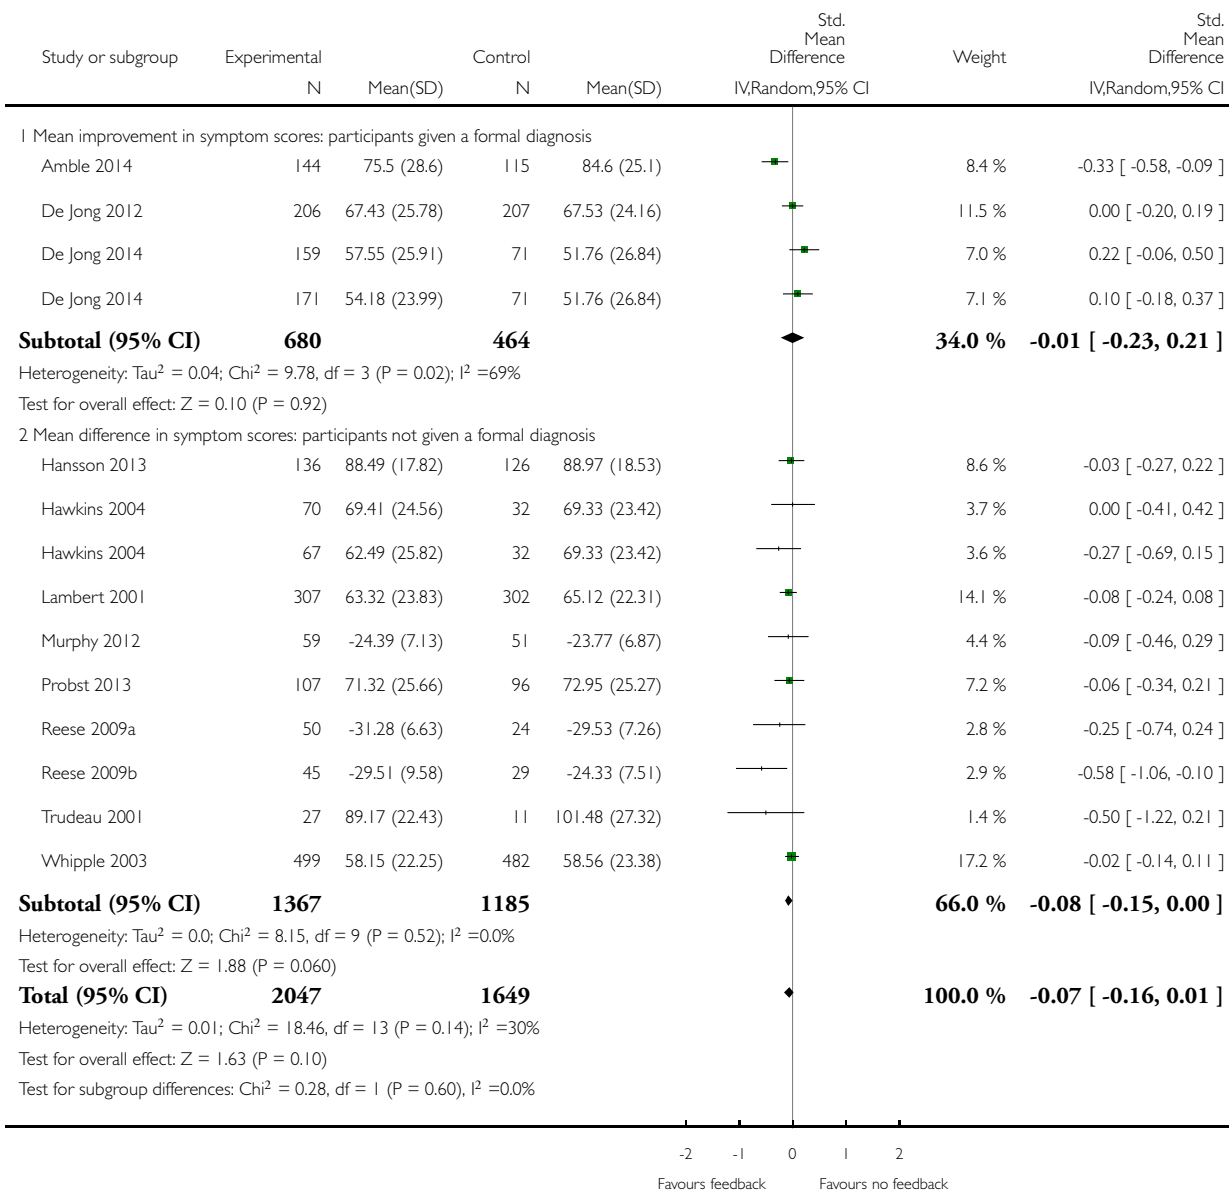 Study or subgroup Experimental Control Std. Mean Difference Weight Std. Mean Difference
N Mean(SD) N Mean(SD) IV,Random,95% CI IV,Random,95% CI
1 Mean improvement in symptom scores: participants given a formal diagnosis
Amble 2014 144 75.5 (28.6) 115 84.6 (25.1) 8.4 % -0.33 [ -0.58, -0.09 ]
De Jong 2012 206 67.43 (25.78) 207 67.53 (24.16) 11.5 % 0.00 [ -0.20, 0.19 ]
De Jong 2014 159 57.55 (25.91) 71 51.76 (26.84) 7.0 % 0.22 [ -0.06, 0.50 ]
De Jong 2014 171 54.18 (23.99) 71 51.76 (26.84) 7.1 % 0.10 [ -0.18, 0.37 ]
Subtotal (95% CI) 680 464 34.0 % -0.01 [ -0.23, 0.21 ]
Heterogeneity: Tau² = 0.04; Chi² = 9.78, df = 3 (P = 0.02); I² =69%
Test for overall effect: Z = 0.10 (P = 0.92)
2 Mean difference in symptom scores: participants not given a formal diagnosis
Hansson 2013 136 88.49 (17.82) 126 88.97 (18.53) 8.6 % -0.03 [ -0.27, 0.22 ]
Hawkins 2004 70 69.41 (24.56) 32 69.33 (23.42) 3.7 % 0.00 [ -0.41, 0.42 ]
Hawkins 2004 67 62.49 (25.82) 32 69.33 (23.42) 3.6 % -0.27 [ -0.69, 0.15 ]
Lambert 2001 307 63.32 (23.83) 302 65.12 (22.31) 14.1 % -0.08 [ -0.24, 0.08 ]
Murphy 2012 59 -24.39 (7.13) 51 -23.77 (6.87) 4.4 % -0.09 [ -0.46, 0.29 ]
Probst 2013 107 71.32 (25.66) 96 72.95 (25.27) 7.2 % -0.06 [ -0.34, 0.21 ]
Reese 2009a 50 -31.28 (6.63) 24 -29.53 (7.26) 2.8 % -0.25 [ -0.74, 0.24 ]
Reese 2009b 45 -29.51 (9.58) 29 -24.33 (7.51) 2.9 % -0.58 [ -1.06, -0.10 ]
Trudeau 2001 27 89.17 (22.43) 11 101.48 (27.32) 1.4 % -0.50 [ -1.22, 0.21 ]
Whipple 2003 499 58.15 (22.25) 482 58.56 (23.38) 17.2 % -0.02 [ -0.14, 0.11 ]
Subtotal (95% CI) 1367 1185 66.0 % -0.08 [ -0.15, 0.00 ]
Heterogeneity: Tau² = 0.0; Chi² = 8.15, df = 9 (P = 0.52); I² =0.0%
Test for overall effect: Z = 1.88 (P = 0.060)
Total (95% CI) 2047 1649 100.0 % -0.07 [ -0.16, 0.01 ]
Heterogeneity: Tau² = 0.01; Chi² = 18.46, df = 13 (P = 0.14); I² =30%
Test for overall effect: Z = 1.63 (P = 0.10)
Test for subgroup differences: Chi² = 0.28, df = 1 (P = 0.60), I² =0.0%
-2 -1 0 1 2
Favours feedback Favours no feedback